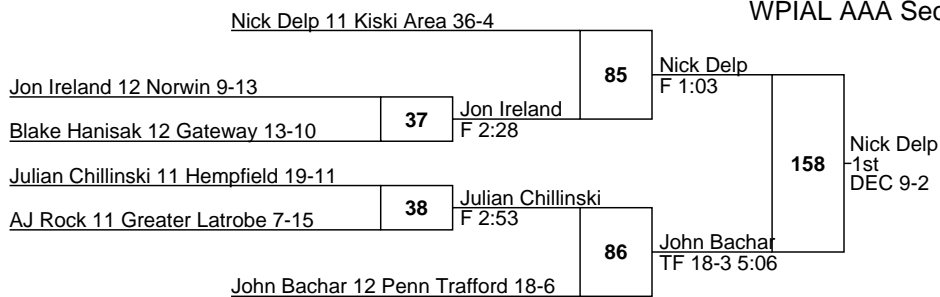 WPIAL AAA Sec
Nick Delp 11 Kiski Area 36-4
85
Nick Delp
F 1:03
Jon Ireland 12 Norwin 9-13
37
Jon Ireland
F 2:28
Blake Hanisak 12 Gateway 13-10
158
Nick Delp
1st
DEC 9-2
Julian Chillinski 11 Hempfield 19-11
38
Julian Chillinski
F 2:53
AJ Rock 11 Greater Latrobe 7-15
86
John Bachar
TF 18-3 5:06
John Bachar 12 Penn Trafford 18-6